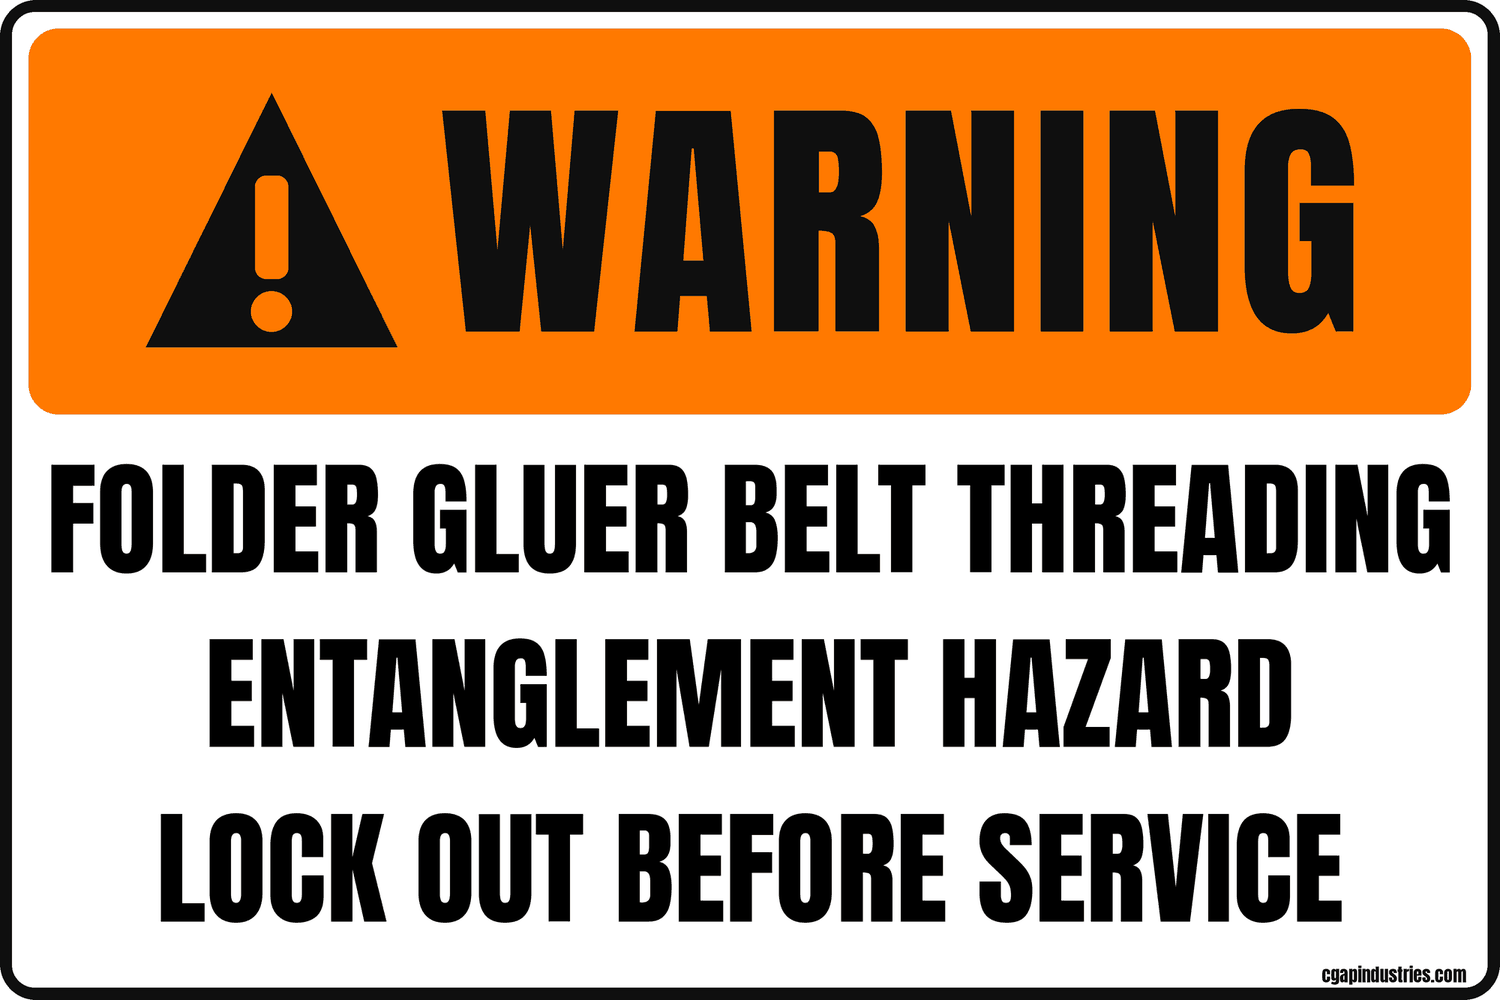 WARNING
FOLDER GLUER BELT THREADING
ENTANGLEMENT HAZARD
LOCK OUT BEFORE SERVICE
cgapindustries.com